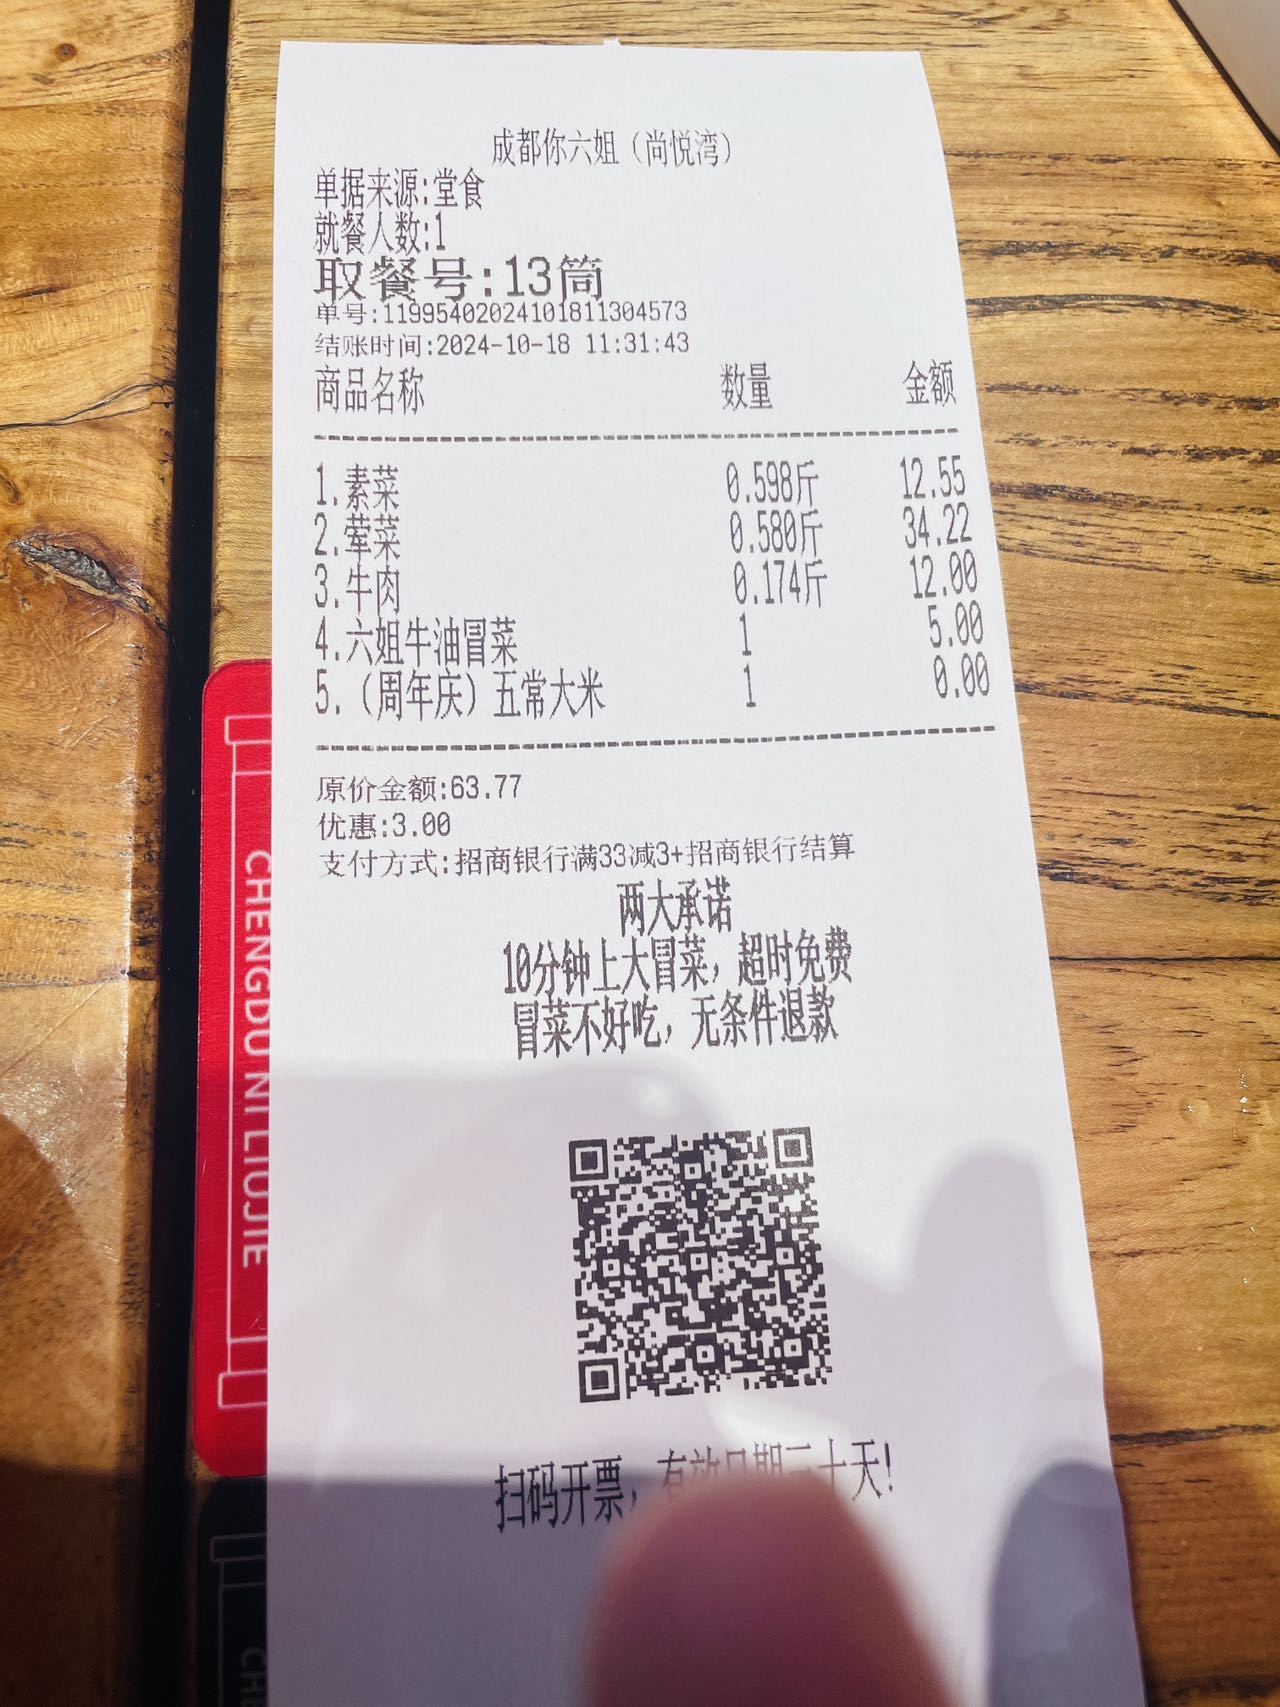 成都你六姐（尚悦湾）
单据来源:堂食
就餐人数:1
取餐号:13筒
单号:11995402024101811304573
结账时间:2024-10-18 11:31:43
商品名称 数量 金额
1.素菜 0.598斤 12.55
2.荤菜 0.580斤 34.22
3.牛肉 0.174斤 12.00
4.六姐牛油冒菜 1 5.00
5.（周年庆）五常大米 1 0.00
原价金额:63.77
优惠:3.00
支付方式:招商银行满33减3+招商银行结算
两大承诺
10分钟上大冒菜，超时免费
冒菜不好吃，无条件退款
扫码开票，有效日期三十天!
CHENGDU NI LIUJIE